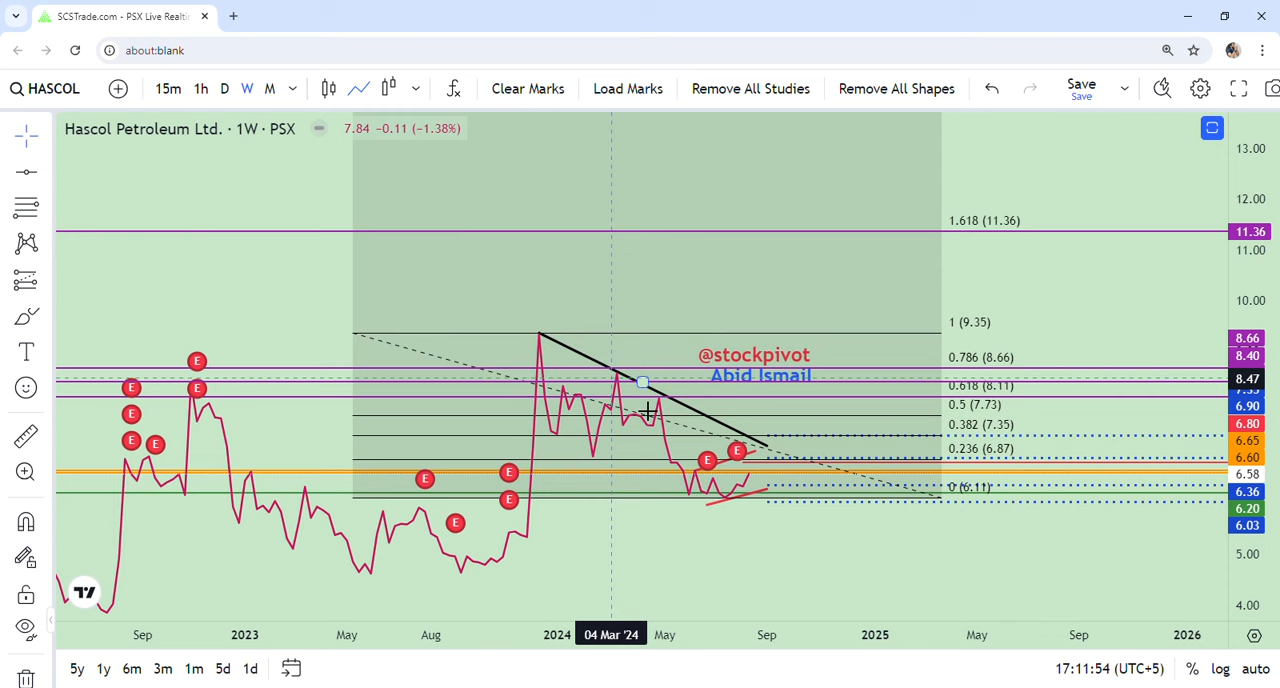 SCSTrade.com - PSX Live Realti
about:blank
HASCOL
15m 1h D W M
Clear Marks
Load Marks
Remove All Studies
Remove All Shapes
Save
Save
Hascol Petroleum Ltd. · 1W · PSX
7.84 −0.11 (−1.38%)
13.00
12.00
1.618 (11.36)
11.36
11.00
10.00
1 (9.35)
8.66
@stockpivot
0.786 (8.66)
8.40
Abid Ismail
8.47
0.618 (8.11)
0.5 (7.73)
6.90
0.382 (7.35)
6.80
0.236 (6.87)
6.65
6.60
6.58
0 (6.11)
6.36
6.20
6.03
5.00
4.00
E
E
E
E
E
E
E
E
E
E
E
E
Sep 2023 May Aug 2024 04 Mar '24 May Sep 2025 May Sep 2026
5y 1y 6m 3m 1m 5d 1d
17:11:54 (UTC+5) % log auto